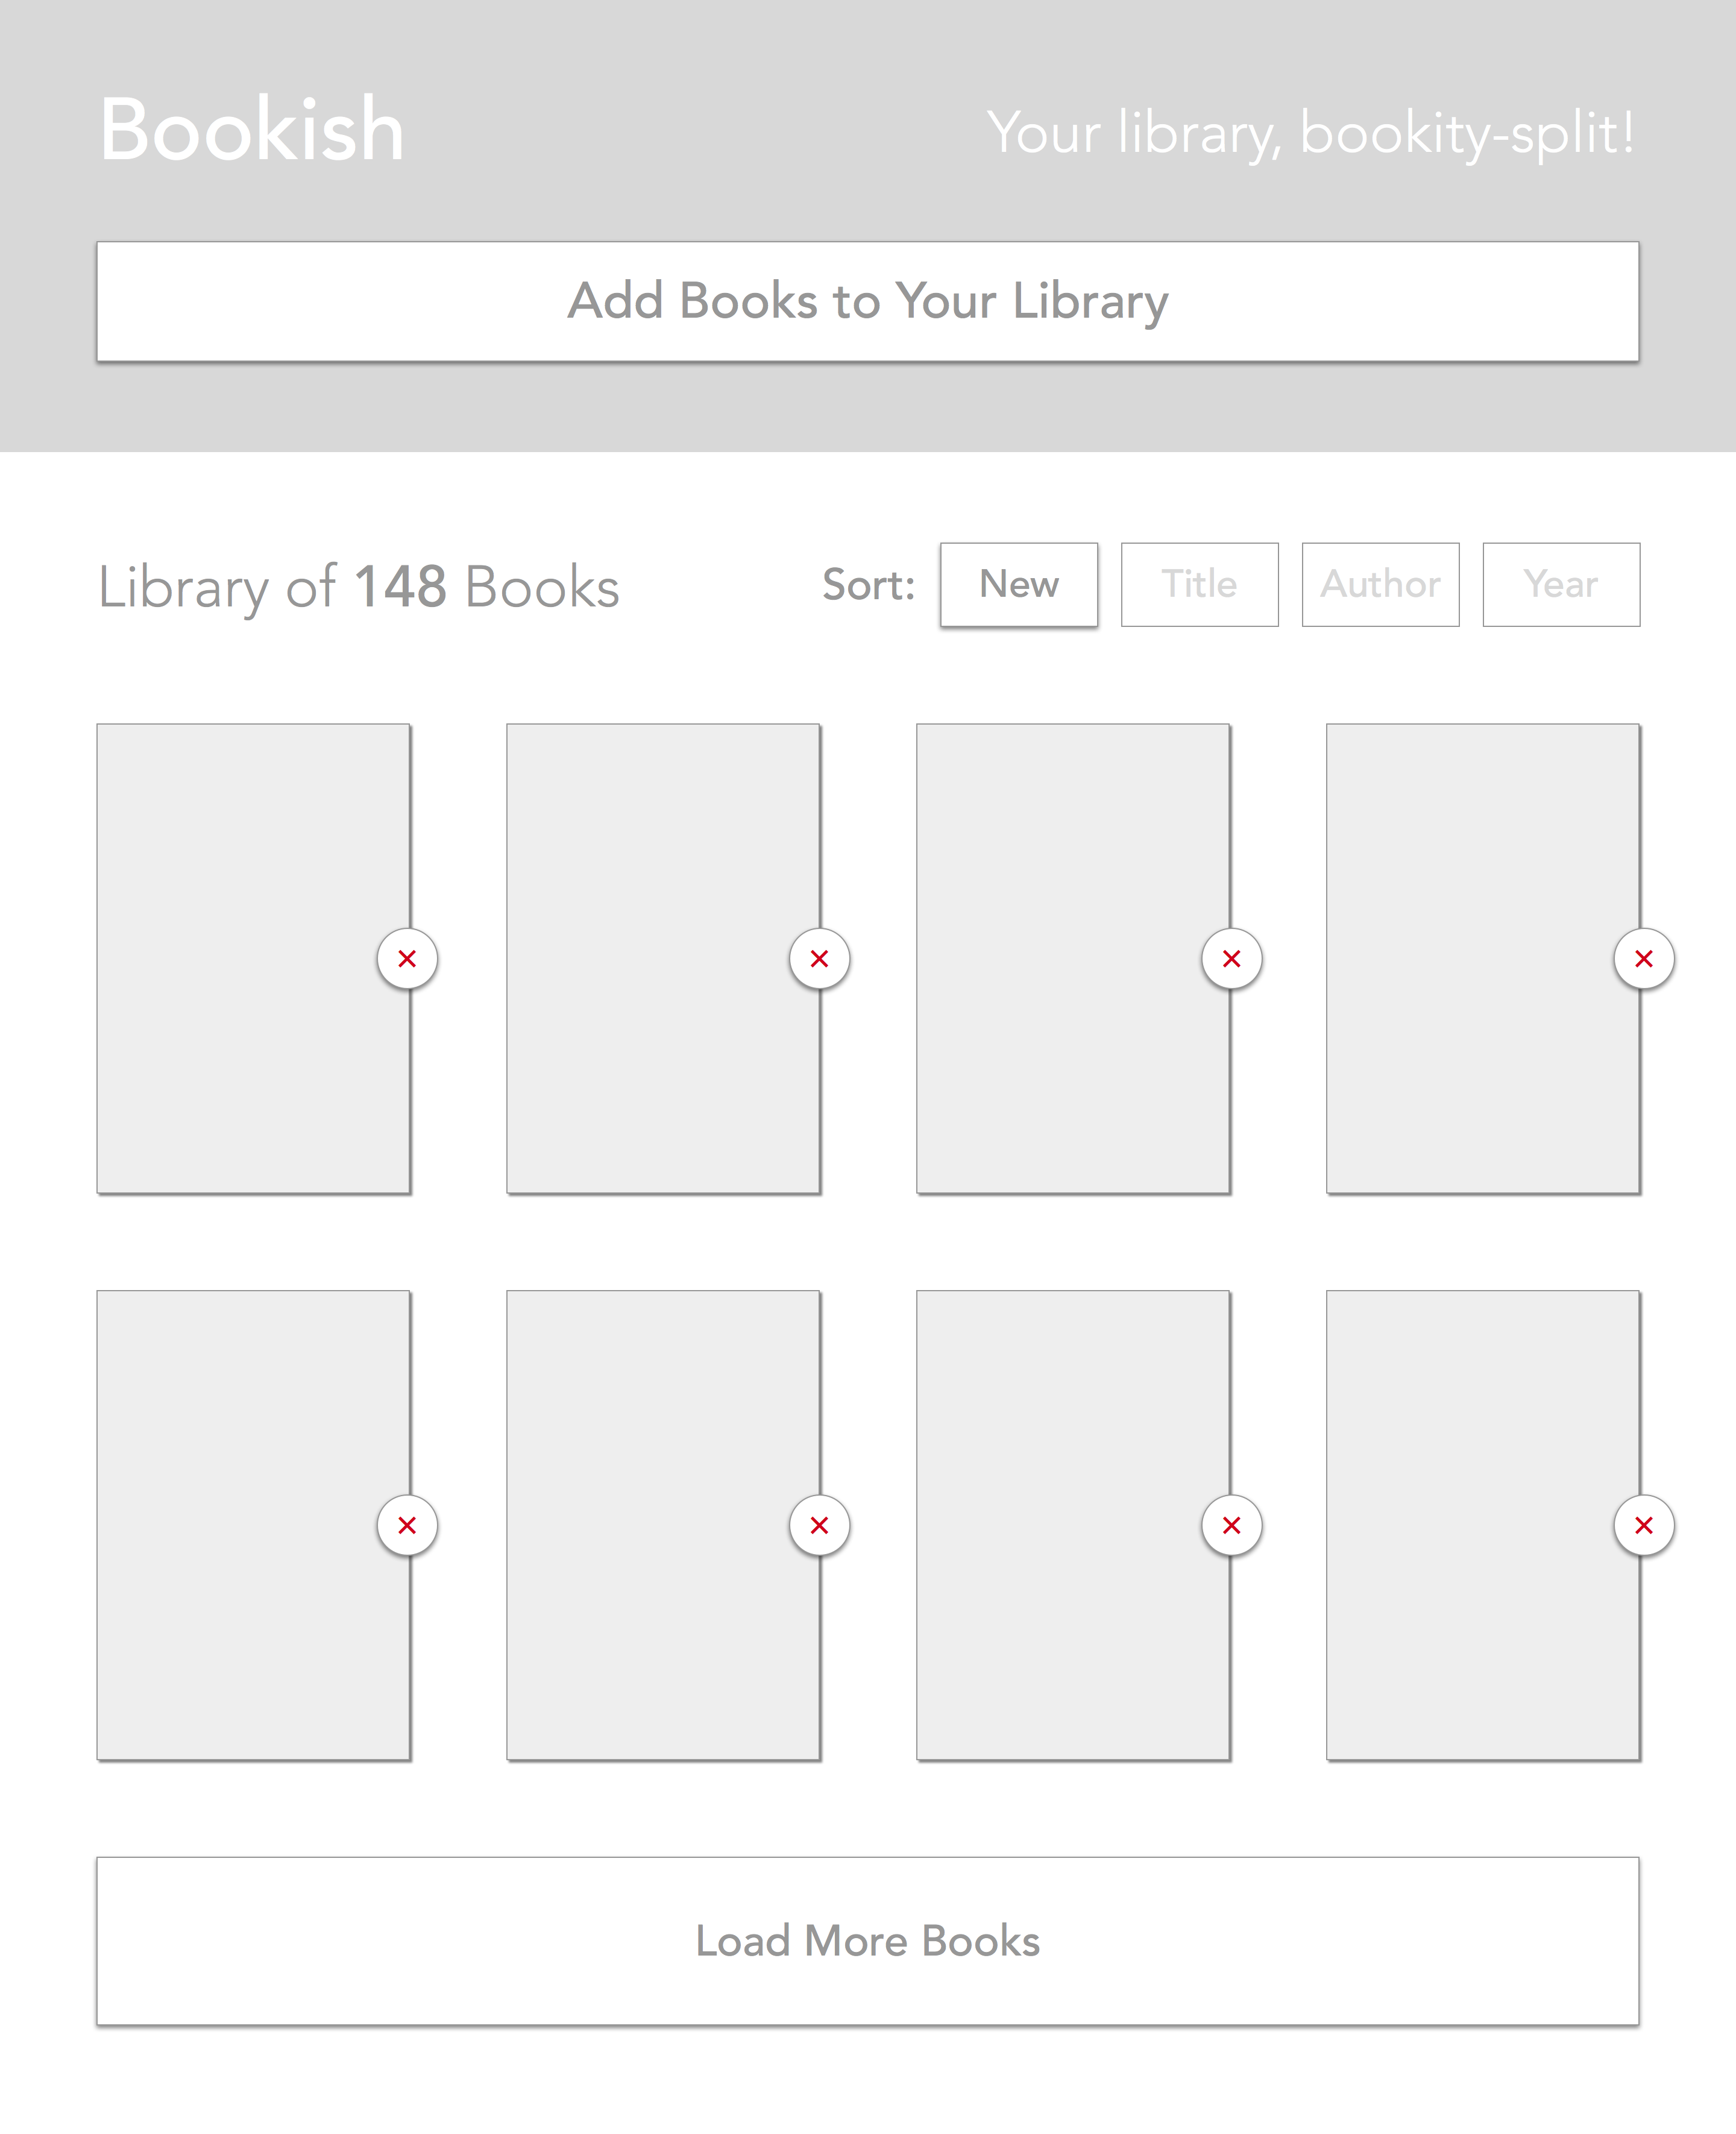 Bookish
Your library, bookity-split!
Add Books to Your Library
Library of 148 Books
Sort: New Title Author Year
Load More Books